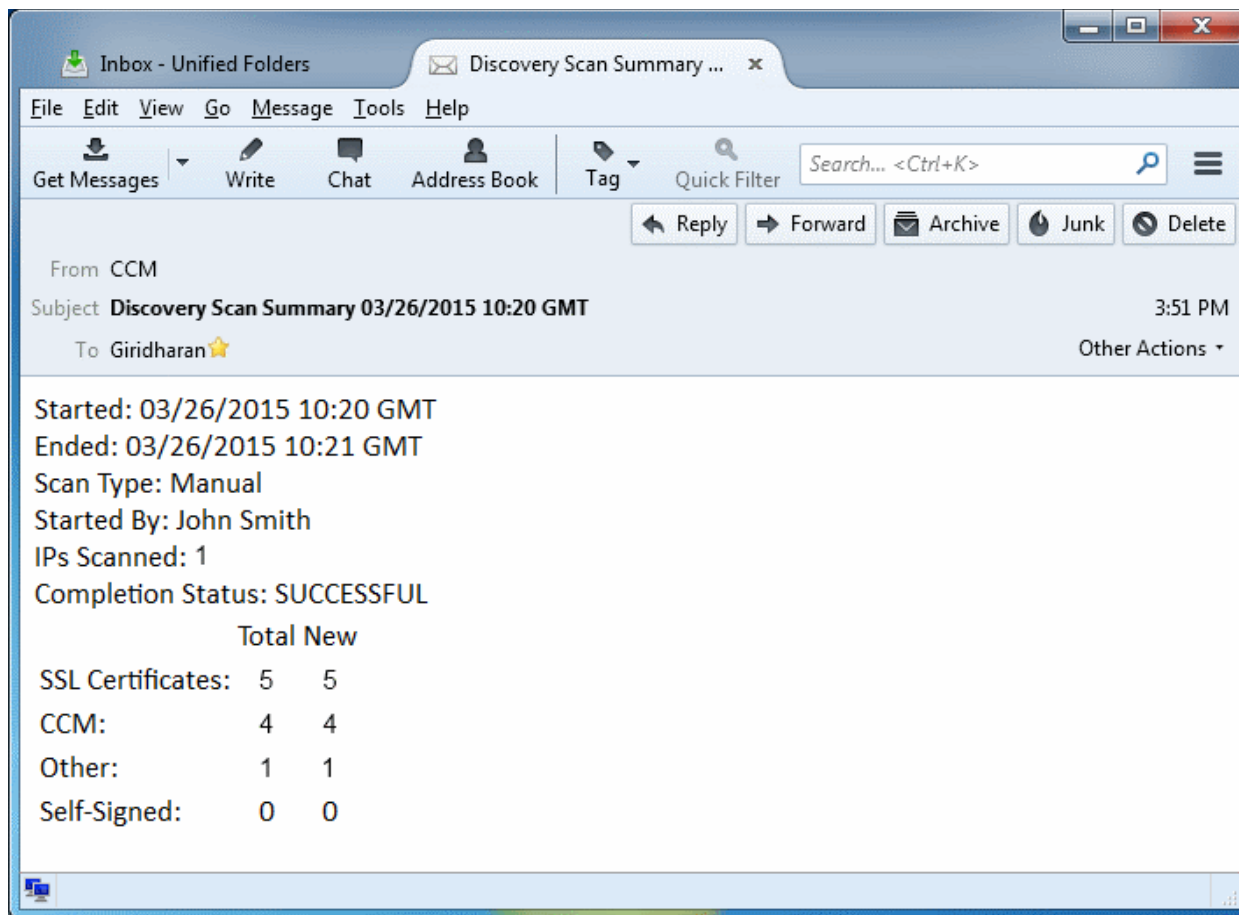 Inbox - Unified Folders Discovery Scan Summary ...
File Edit View Go Message Tools Help
Get Messages Write Chat Address Book Tag Quick Filter Search... <Ctrl+K>
Reply Forward Archive Junk Delete
From CCM
Subject Discovery Scan Summary 03/26/2015 10:20 GMT 3:51 PM
To Giridharan Other Actions
Started: 03/26/2015 10:20 GMT
Ended: 03/26/2015 10:21 GMT
Scan Type: Manual
Started By: John Smith
IPs Scanned: 1
Completion Status: SUCCESSFUL
Total New
SSL Certificates: 5 5
CCM: 4 4
Other: 1 1
Self-Signed: 0 0